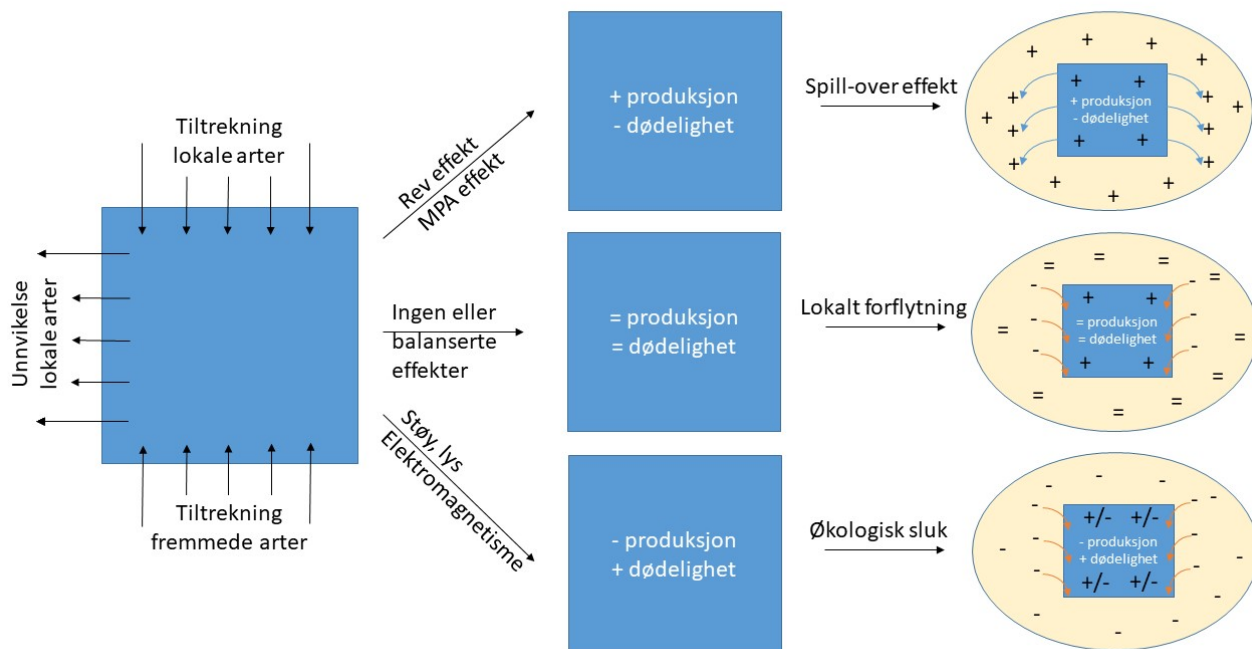 Tiltrekning
lokale arter
Unnvikelse
lokale arter
Tiltrekning
fremmede arter
Rev effekt
MPA effekt
Ingen eller
balanserte
effekter
Støy, lys
Elektromagnetisme
+ produksjon
- dødelighet
= produksjon
= dødelighet
- produksjon
+ dødelighet
Spill-over effekt
Lokalt forflytning
Økologisk sluk
+ + + +
+ +
+ produksjon
- dødelighet
+ +
+ + + + + + + +
+ + + +
= = =
- - =
+ +
= produksjon
= dødelighet
+ +
- - - -
= = = = = =
- - - - - -
+/- +/-
- produksjon
+ dødelighet
+/- +/-
- - - - - - - - - -